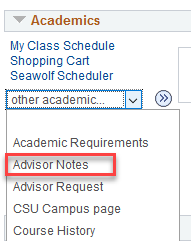 Academics
My Class Schedule
Shopping Cart
Seawolf Scheduler
other academic...
Academic Requirements
Advisor Notes
Advisor Request
CSU Campus page
Course History